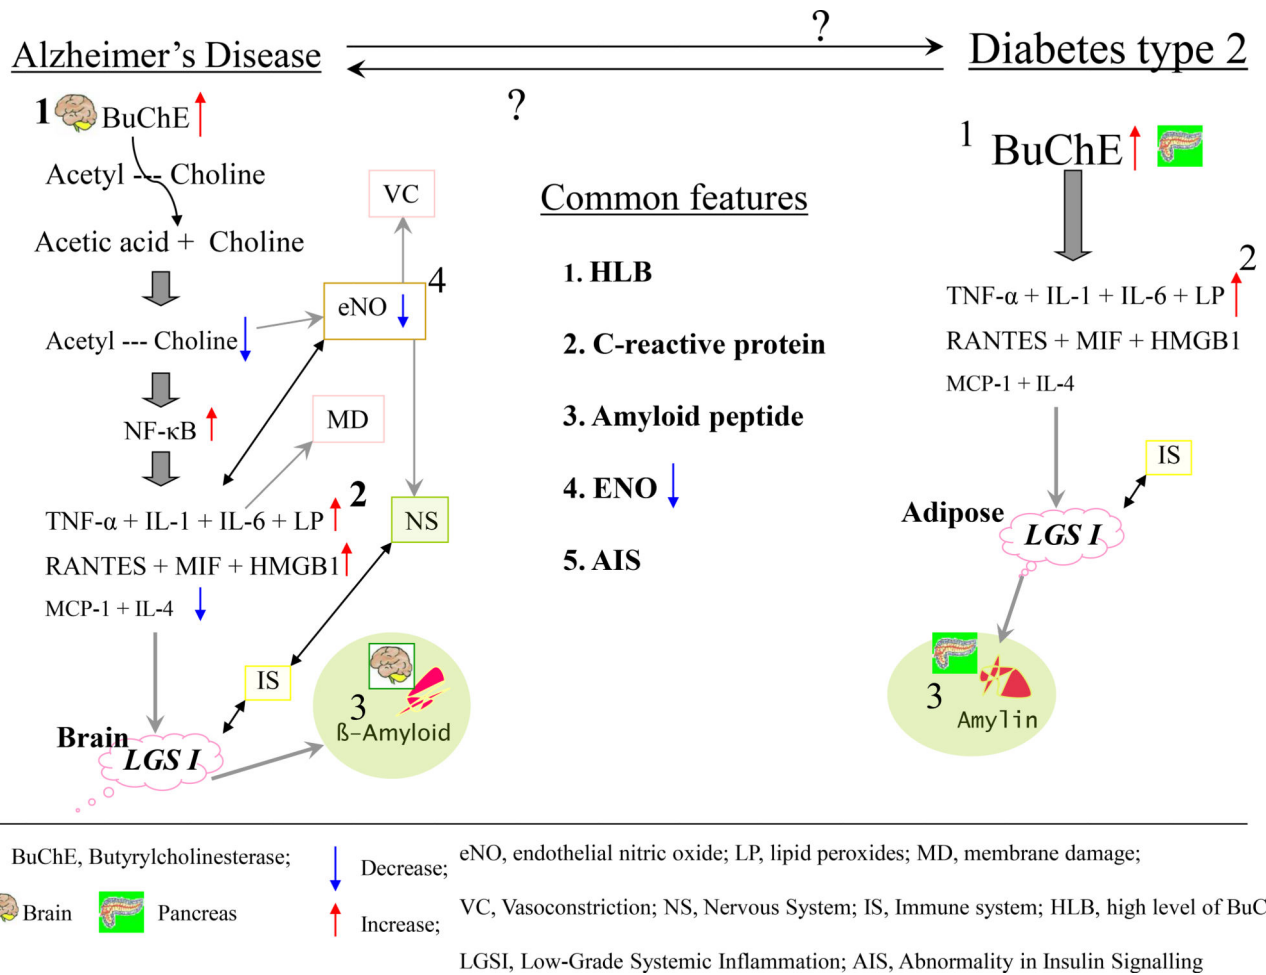 ?
Alzheimer's Disease
Diabetes type 2
?
1 BuChE
Acetyl --- Choline
Acetic acid + Choline
Acetyl --- Choline
NF-κB
TNF-α + IL-1 + IL-6 + LP 2
RANTES + MIF + HMGB1
MCP-1 + IL-4
VC
4
eNO
MD
NS
IS
Brain
LGS I
3
ß-Amyloid
Common features
1. HLB
2. C-reactive protein
3. Amyloid peptide
4. ENO
5. AIS
1 BuChE
2
TNF-α + IL-1 + IL-6 + LP
RANTES + MIF + HMGB1
MCP-1 + IL-4
IS
Adipose
LGS I
3
Amylin
BuChE, Butyrylcholinesterase;
Brain
Pancreas
Decrease;
Increase;
eNO, endothelial nitric oxide; LP, lipid peroxides; MD, membrane damage;
VC, Vasoconstriction; NS, Nervous System; IS, Immune system; HLB, high level of BuC
LGSI, Low-Grade Systemic Inflammation; AIS, Abnormality in Insulin Signalling